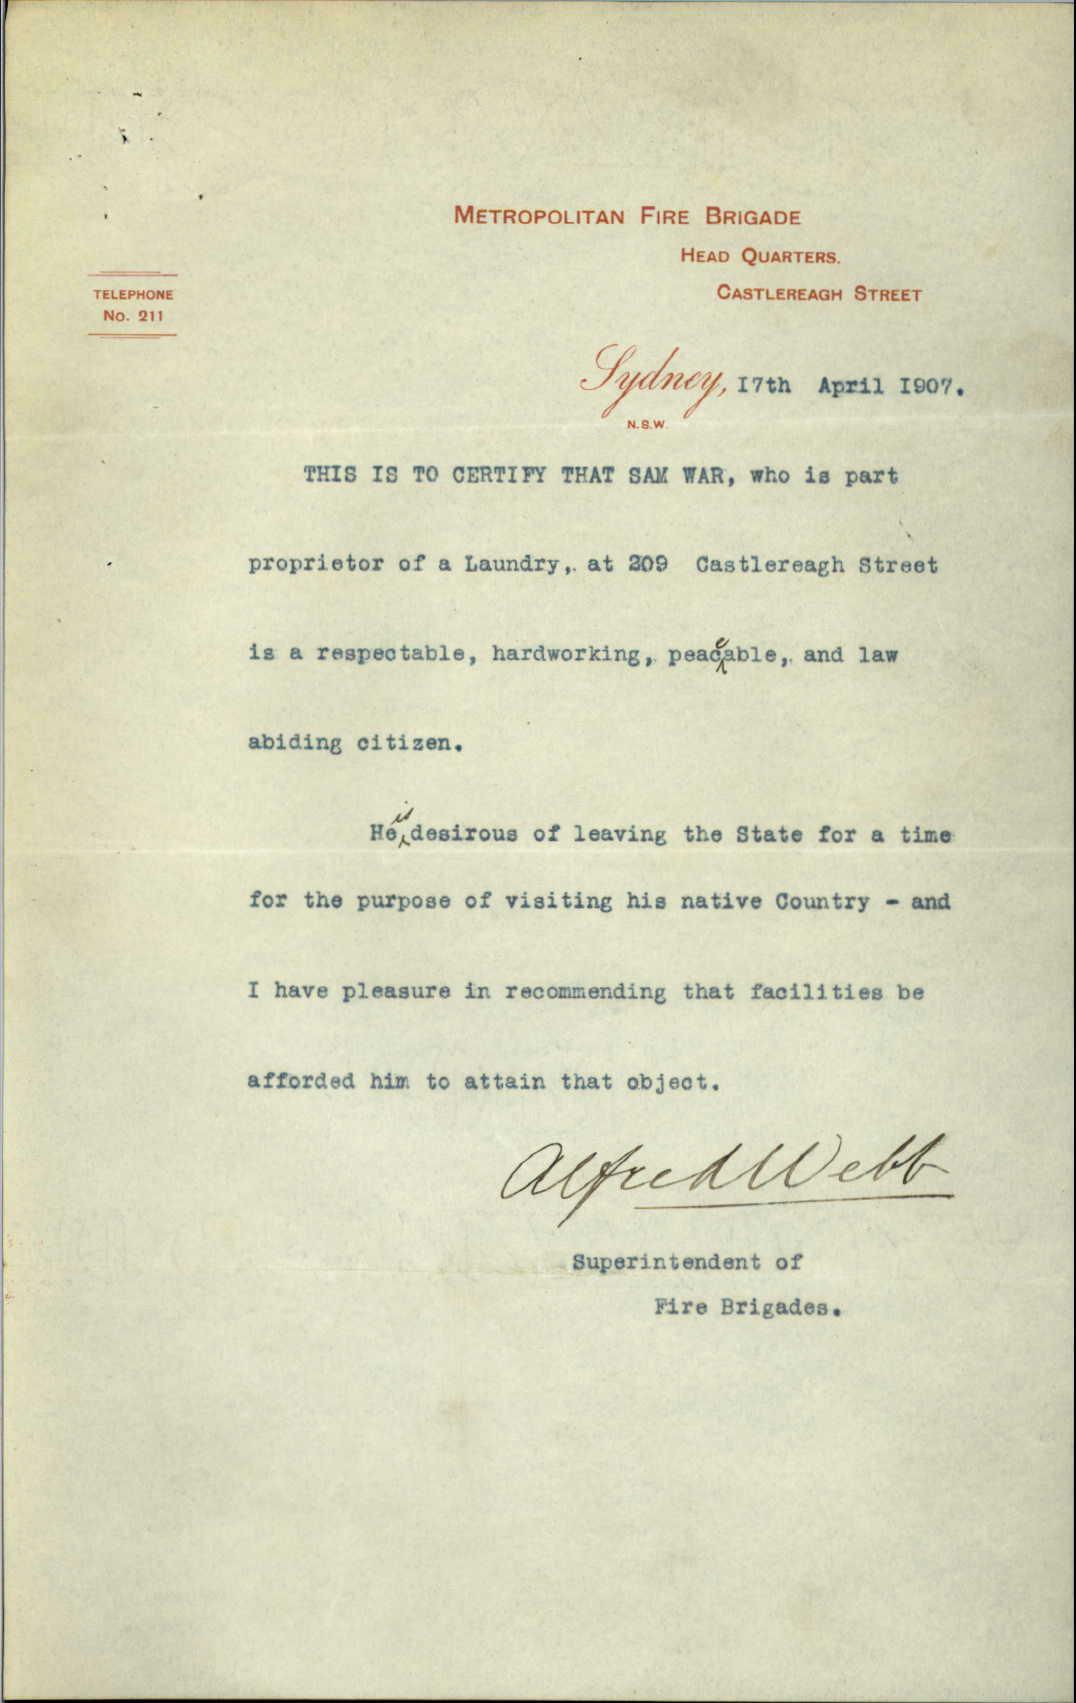 METROPOLITAN FIRE BRIGADE
HEAD QUARTERS.
CASTLEREAGH STREET
TELEPHONE
No. 211
Sydney, 17th April 1907.
N.S.W.
THIS IS TO CERTIFY THAT SAM WAR, who is part
proprietor of a Laundry, at 209 Castlereagh Street
is a respectable, hardworking, peaceable, and law
abiding citizen.
He is desirous of leaving the State for a time
for the purpose of visiting his native Country - and
I have pleasure in recommending that facilities be
afforded him to attain that object.
Alfred Webb
Superintendent of
Fire Brigades.